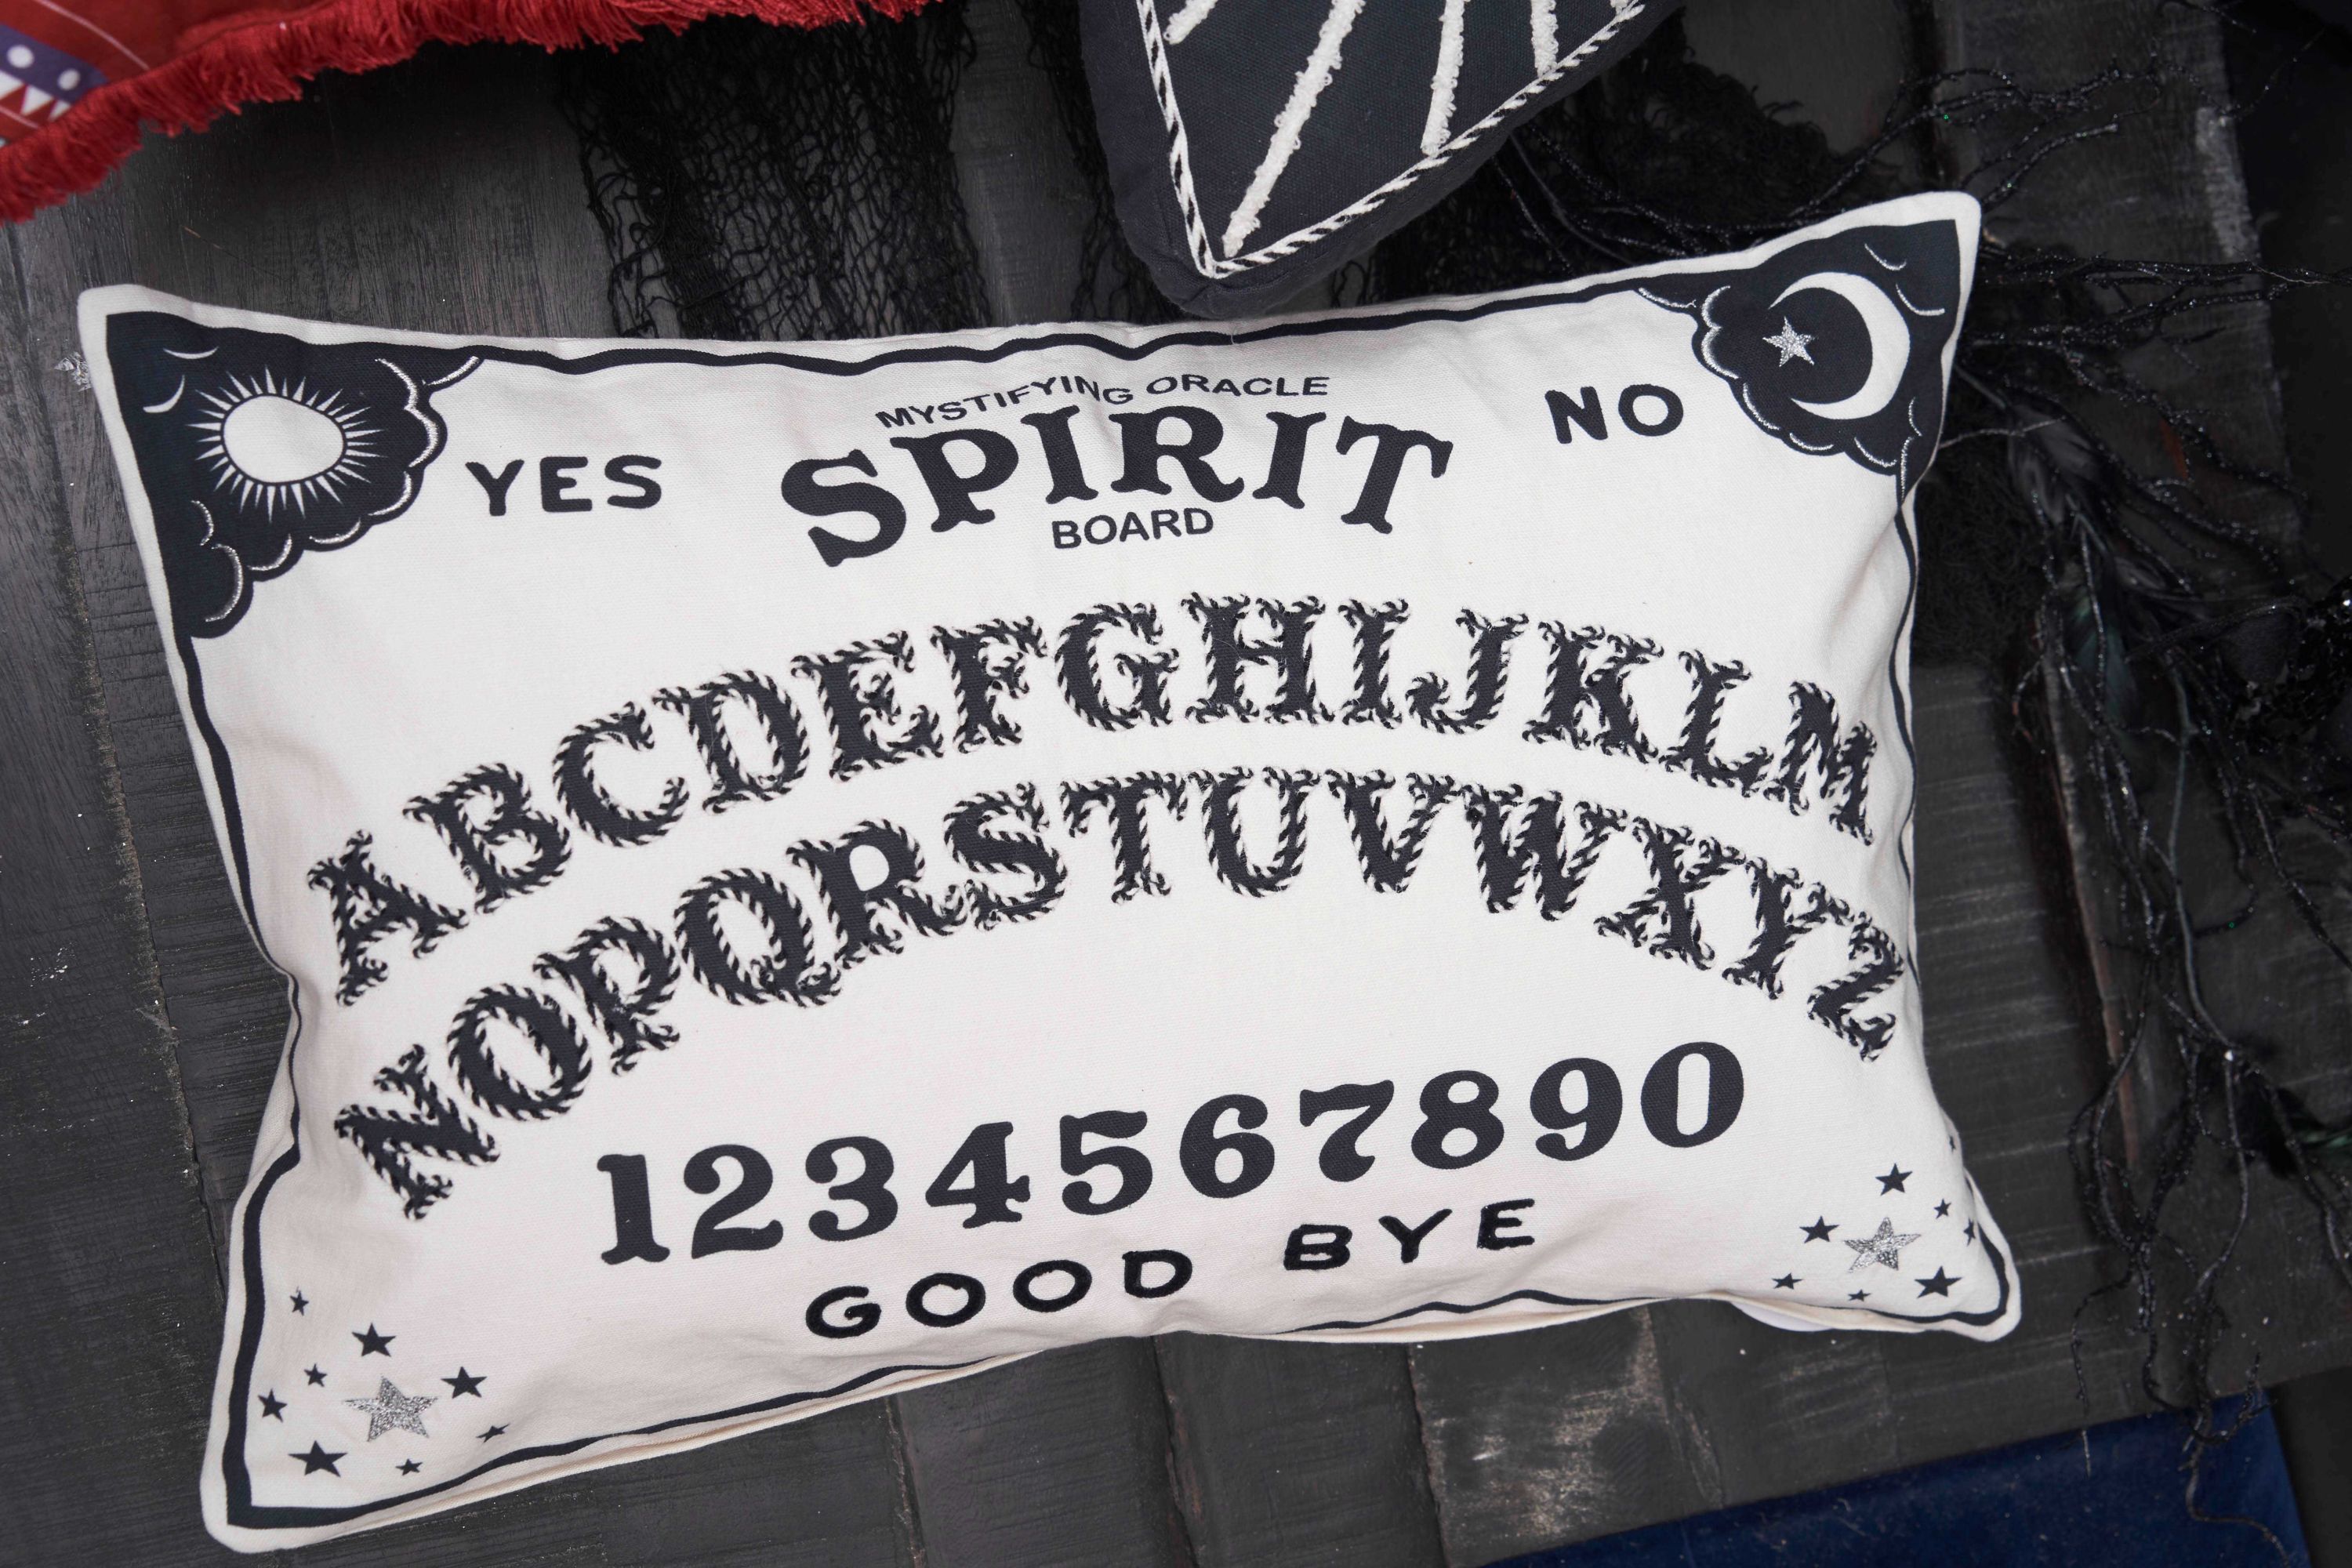 MYSTIFYING ORACLE
YES SPIRIT NO
BOARD
ABCDEFGHIJKLM
NOPQRSTUVWXYZ
1234567890
GOOD BYE